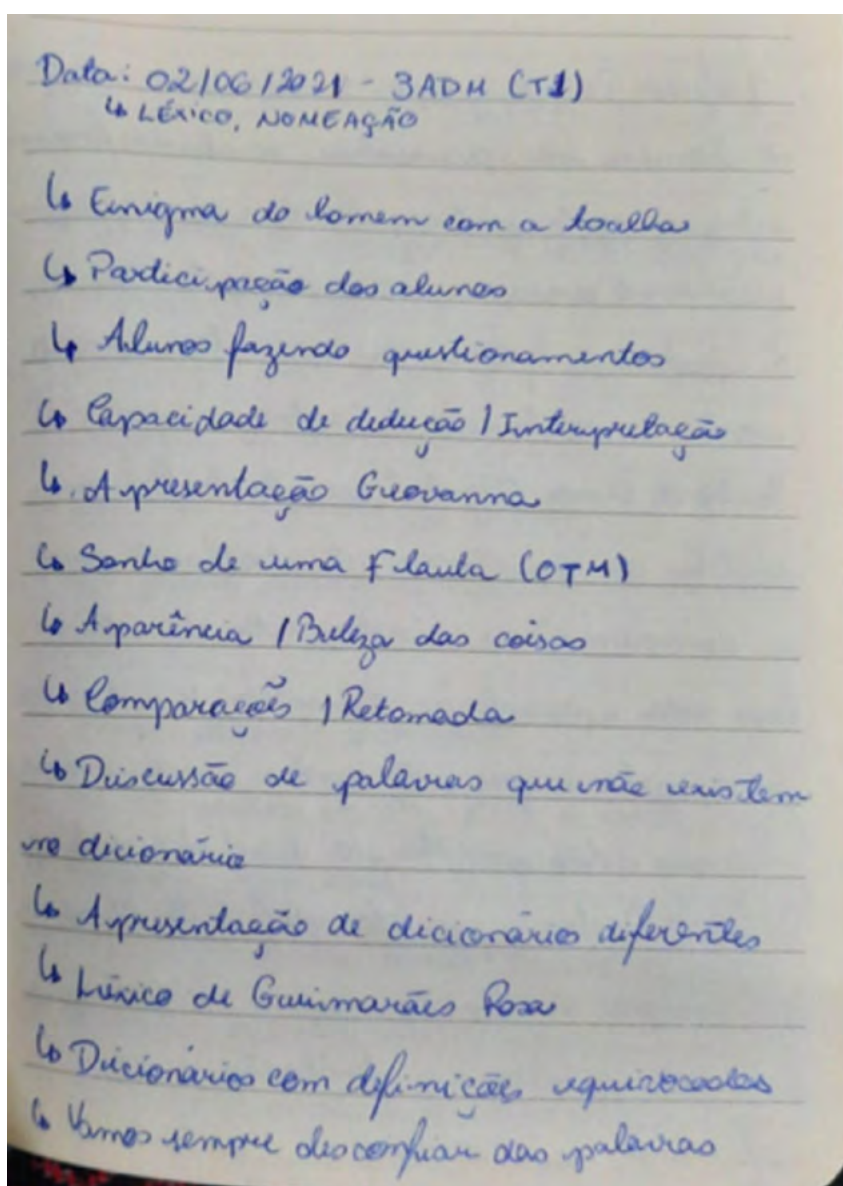 Data: 02/06/2021 - 3ADM (T1)
↳ LÉXICO, NOMEAÇÃO
↳ Enigma do homem com a toalha
↳ Participação dos alunos
↳ Alunos fazendo questionamentos
↳ Capacidade de dedução / Interpretação
↳ Apresentação Geovanna
↳ Sonho de uma Flauta (OTM)
↳ Aparência / Beleza das coisas
↳ Comparações / Retomada
↳ Discussão de palavras que não existem
no dicionário
↳ Apresentação de dicionários diferentes
↳ Léxico de Guimarães Rosa
↳ Dicionários com definições equivocadas
↳ Vamos sempre desconfiar das palavras